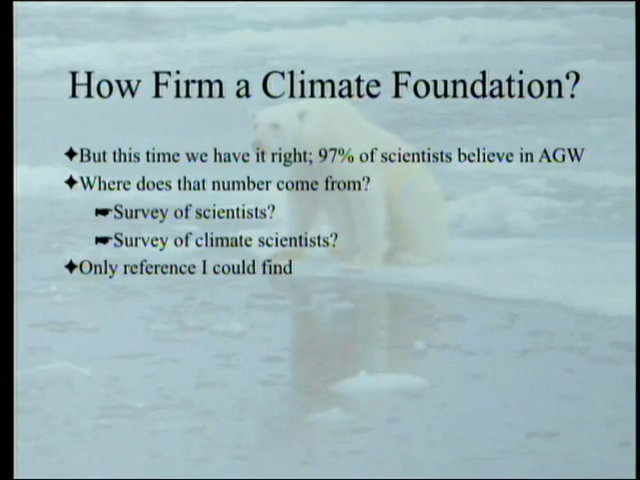 How Firm a Climate Foundation?
But this time we have it right; 97% of scientists believe in AGW
Where does that number come from?
Survey of scientists?
Survey of climate scientists?
Only reference I could find